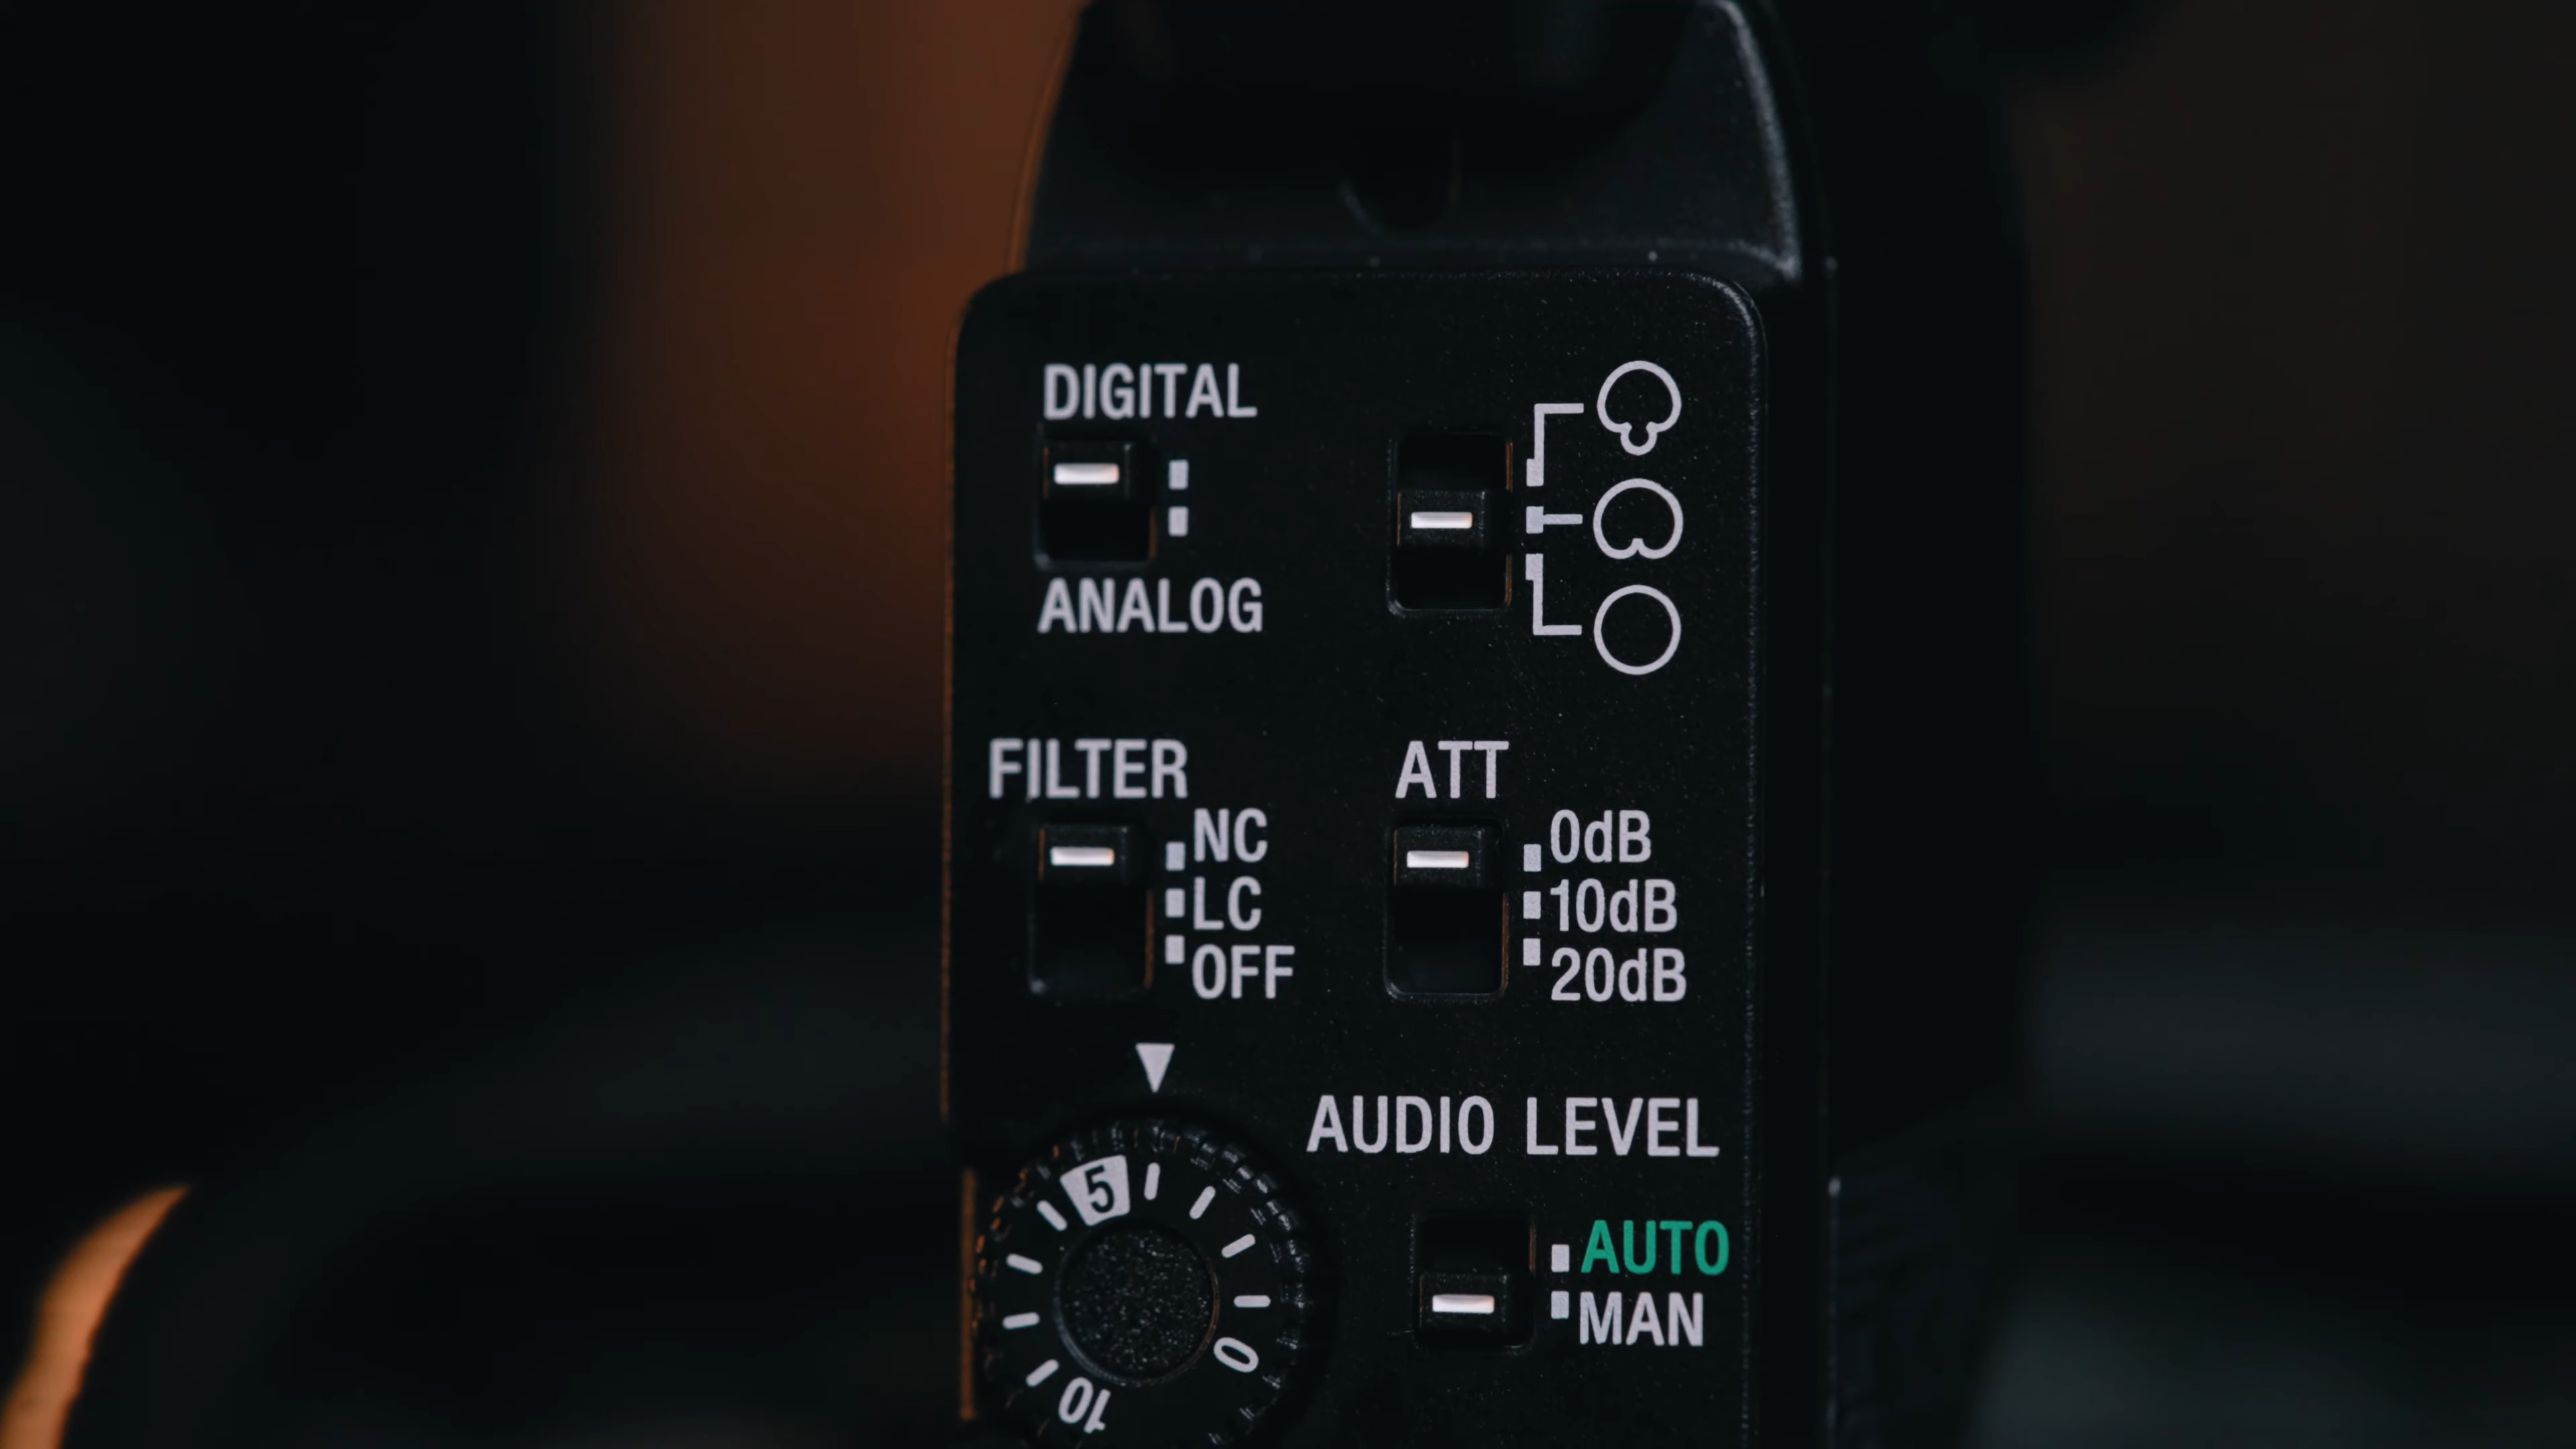 DIGITAL
ANALOG
FILTER
NC
LC
OFF
ATT
0dB
10dB
20dB
AUDIO LEVEL
AUTO
MAN
5
0
10